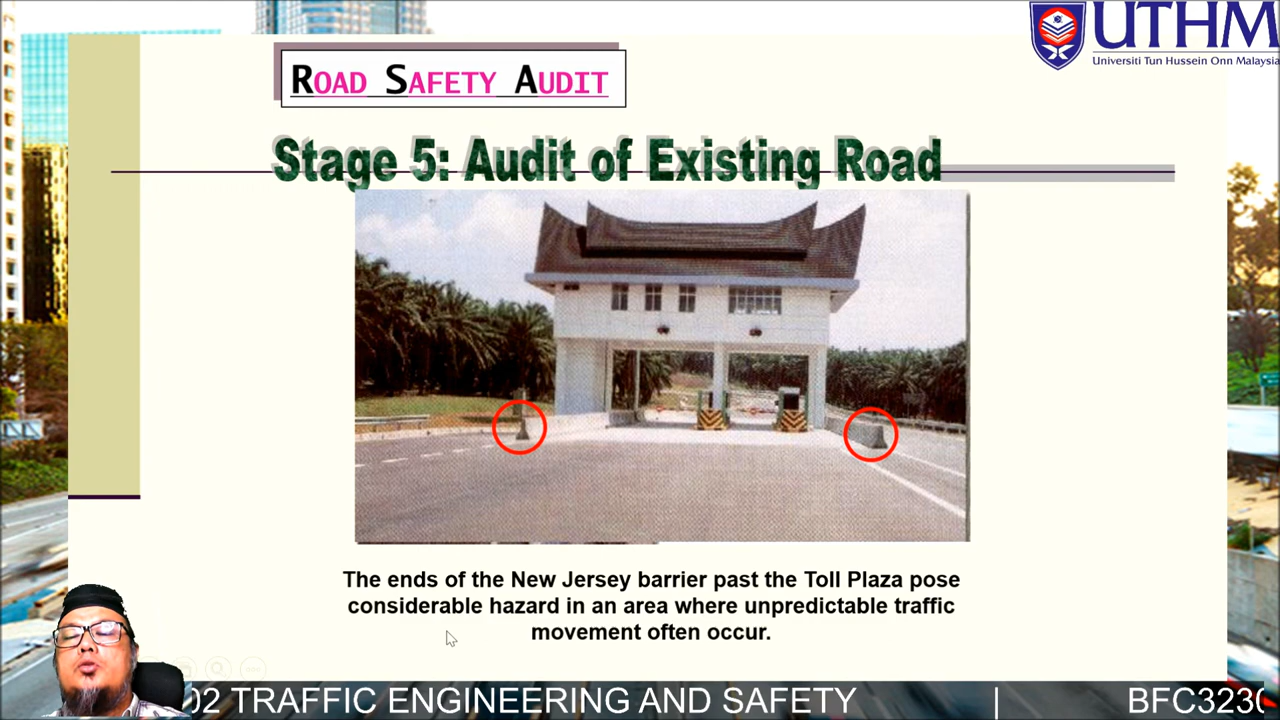 UTHM
Universiti Tun Hussein Onn Malaysia
ROAD SAFETY AUDIT
Stage 5: Audit of Existing Road
The ends of the New Jersey barrier past the Toll Plaza pose
considerable hazard in an area where unpredictable traffic
movement often occur.
02 TRAFFIC ENGINEERING AND SAFETY | BFC3230